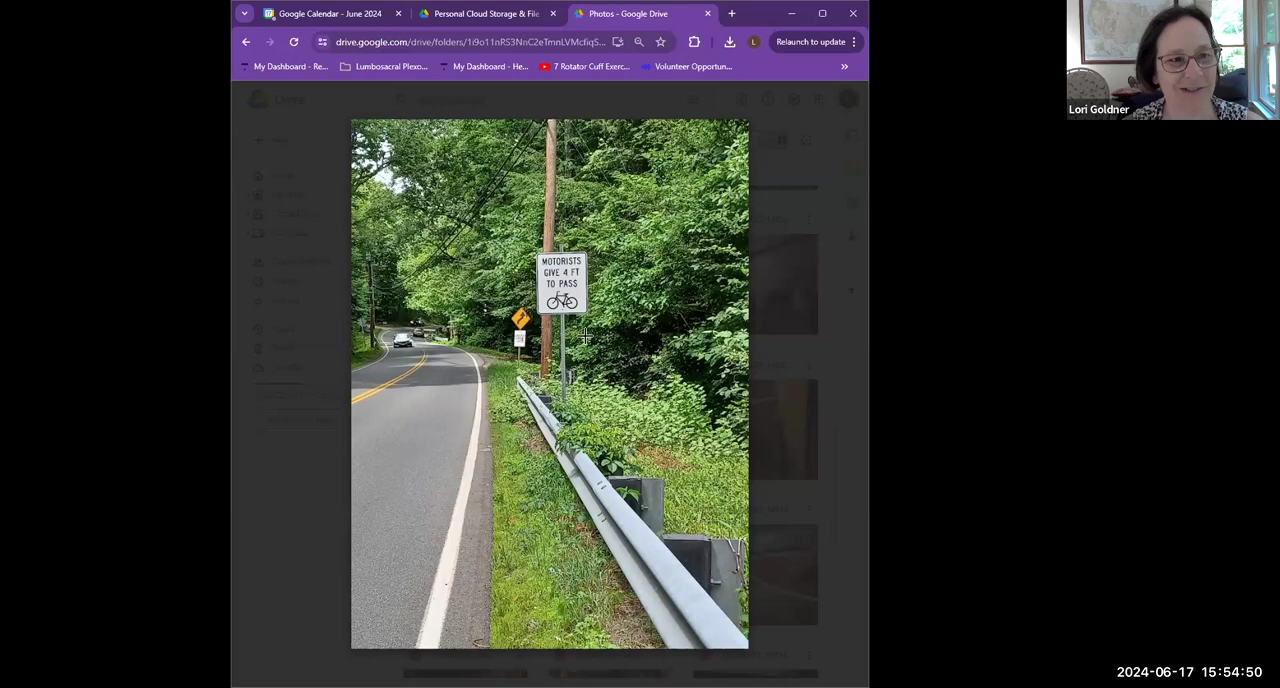 Google Calendar - June 2024
Personal Cloud Storage & File
Photos - Google Drive
drive.google.com/drive/folders/1i9o11nRS3NnC2eTmnLVMcfiqS...
L
Relaunch to update
My Dashboard - Re...
Lumbosacral Plexo...
My Dashboard - He...
7 Rotator Cuff Exerc...
Volunteer Opportun...
Lori Goldner
MOTORISTS
GIVE 4 FT
TO PASS
2024-06-17 15:54:50